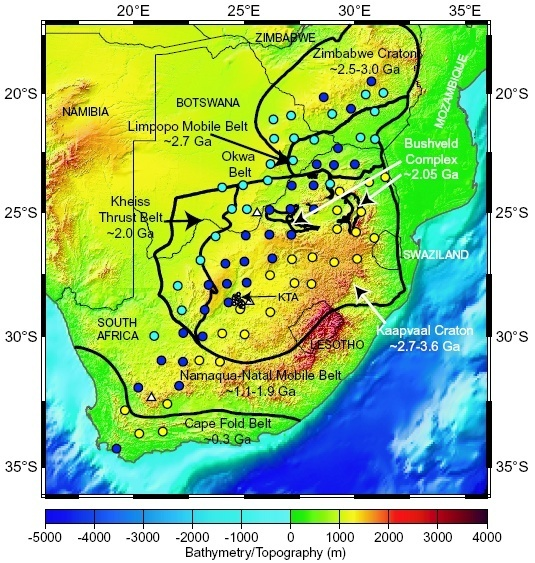 20°E 25°E 30°E 35°E
ZIMBABWE
Zimbabwe Craton
~2.5-3.0 Ga
20°S 20°S
BOTSWANA
MOZAMBIQUE
NAMIBIA
Limpopo Mobile Belt
~2.7 Ga
Bushveld
Complex
~2.05 Ga
Okwa
Belt
Kheiss
Thrust Belt
~2.0 Ga
25°S 25°S
SWAZILAND
KTA
SOUTH
AFRICA
30°S 30°S
LESOTHO
Kaapvaal Craton
~2.7-3.6 Ga
Namaqua-Natal Mobile Belt
~1.1-1.9 Ga
Cape Fold Belt
~0.3 Ga
35°S 35°S
-5000 -4000 -3000 -2000 -1000 0 1000 2000 3000 4000
Bathymetry/Topography (m)